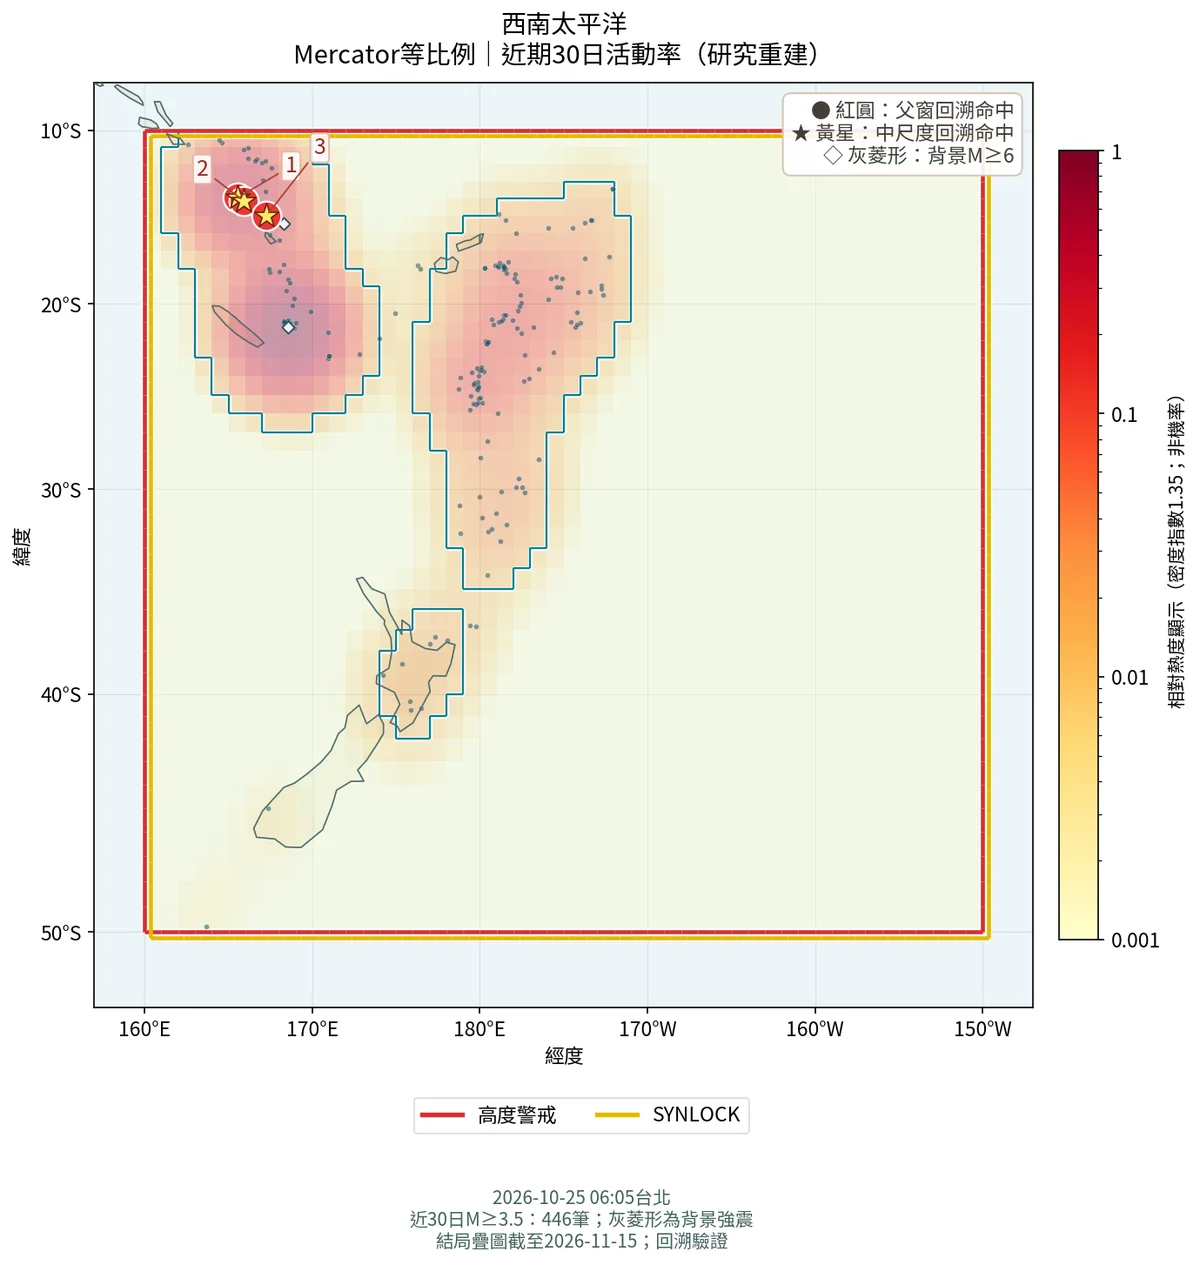 西南太平洋
Mercator等比例｜近期30日活動率（研究重建）
● 紅圓：父窗回溯命中
★ 黃星：中尺度回溯命中
◇ 灰菱形：背景M≥6
10°S
20°S
30°S
40°S
50°S
緯度
2
1
3
160°E
170°E
180°E
170°W
160°W
150°W
經度
1
0.1
0.01
0.001
相對熱度顯示（密度指數1.35；非機率）
高度警戒
SYNLOCK
2026-10-25 06:05台北
近30日M≥3.5：446筆；灰菱形為背景強震
結局疊圖截至2026-11-15；回溯驗證